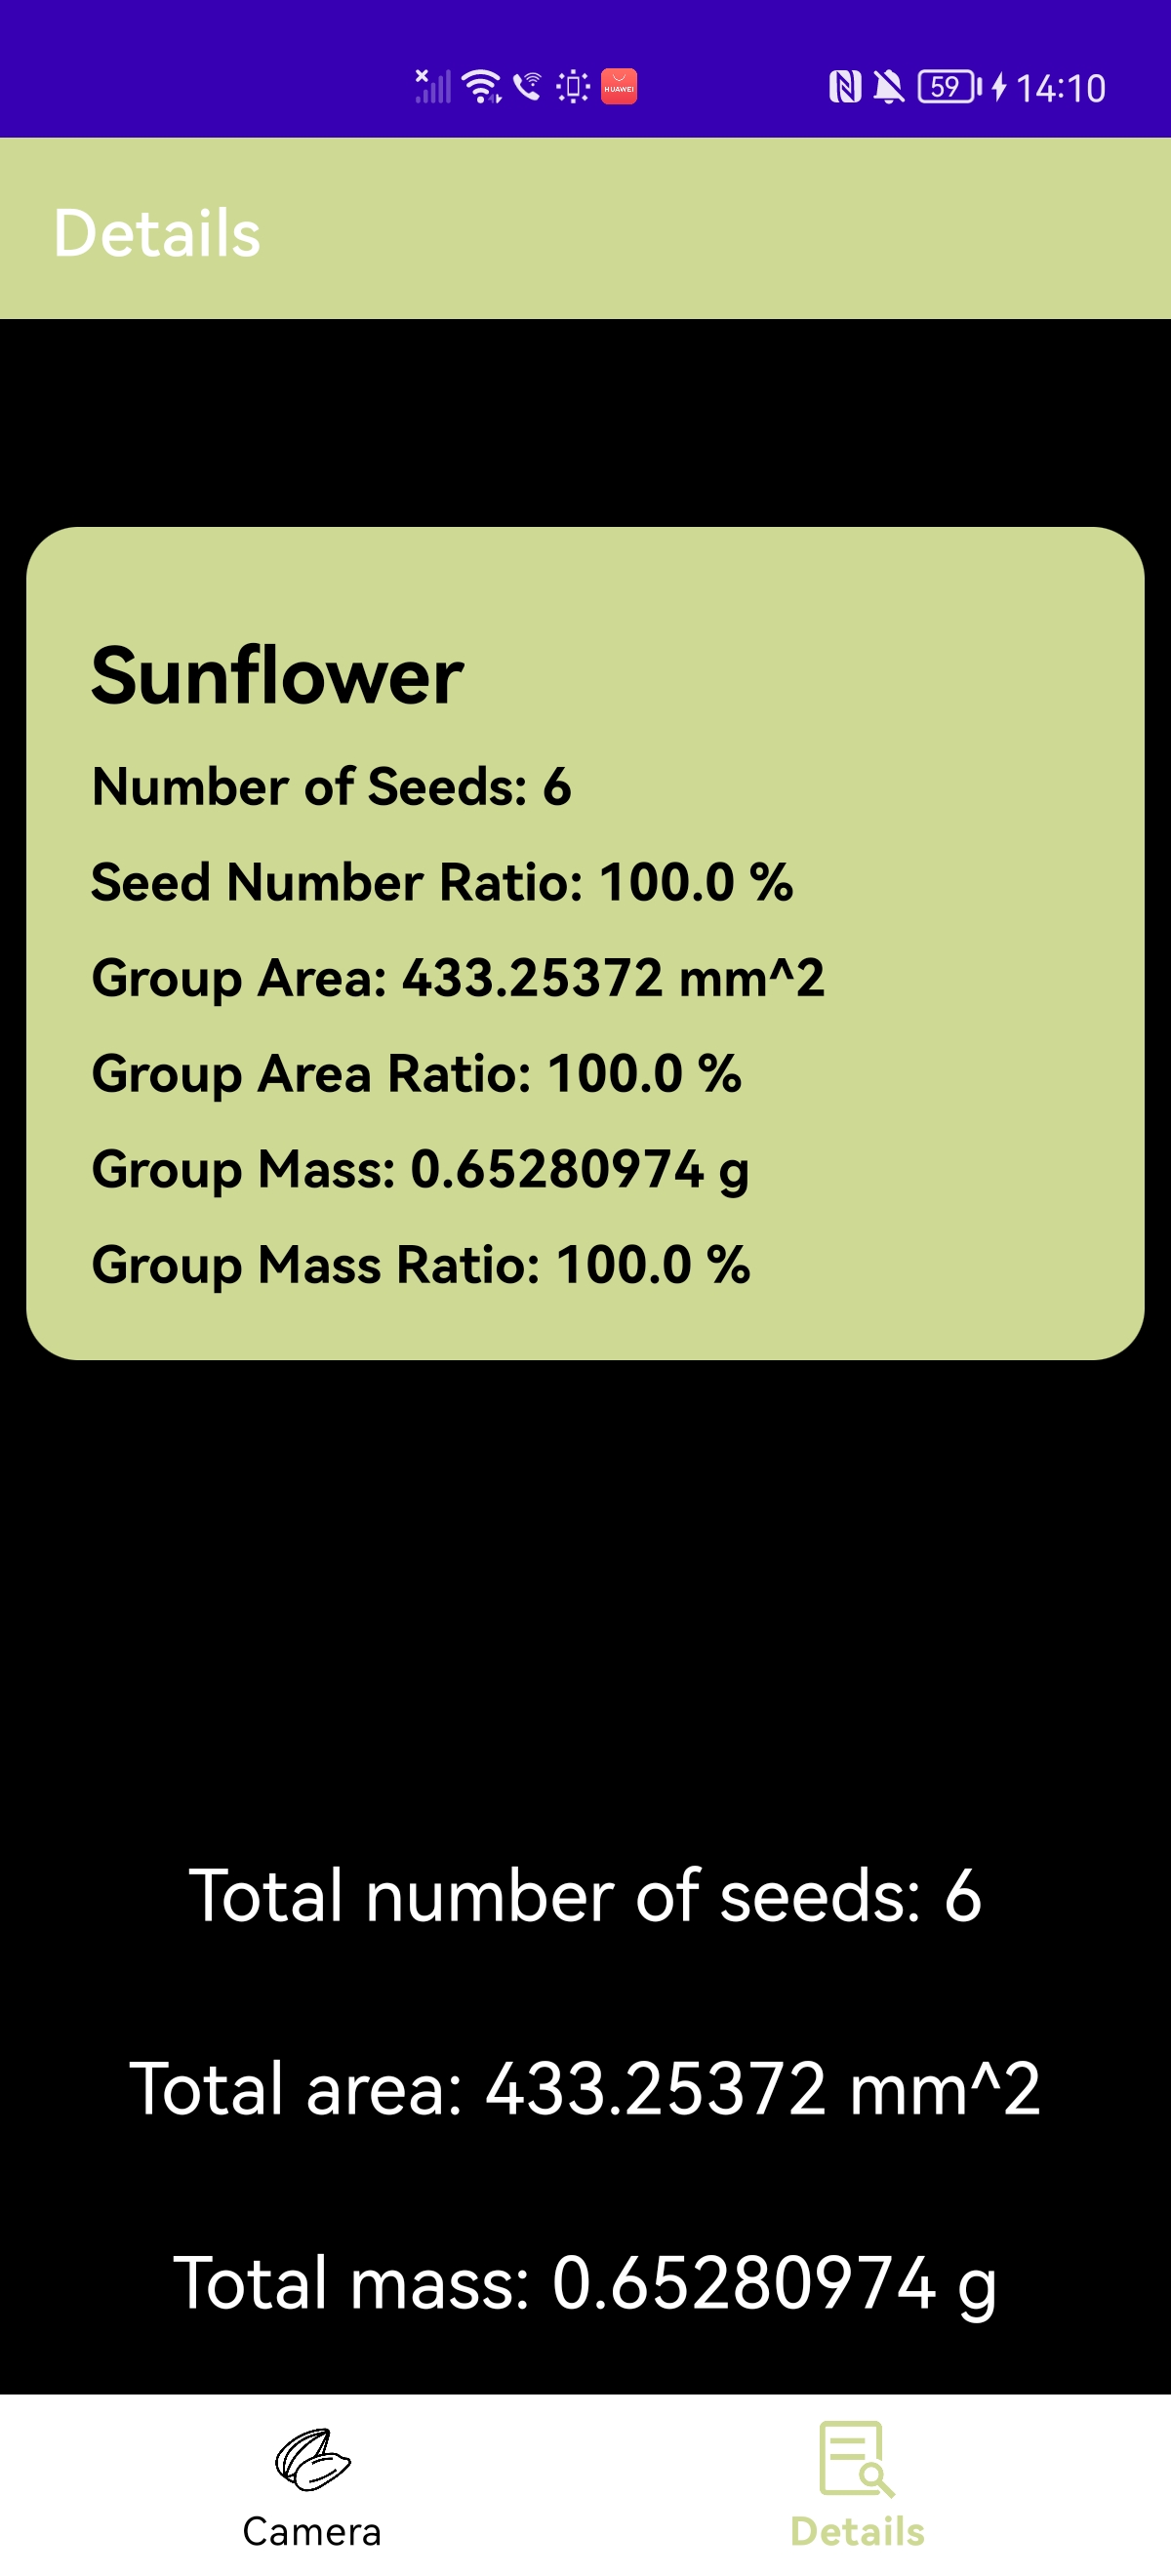 HUAWEI 59 14:10
Details
Sunflower
Number of Seeds: 6
Seed Number Ratio: 100.0 %
Group Area: 433.25372 mm^2
Group Area Ratio: 100.0 %
Group Mass: 0.65280974 g
Group Mass Ratio: 100.0 %
Total number of seeds: 6
Total area: 433.25372 mm^2
Total mass: 0.65280974 g
Camera Details